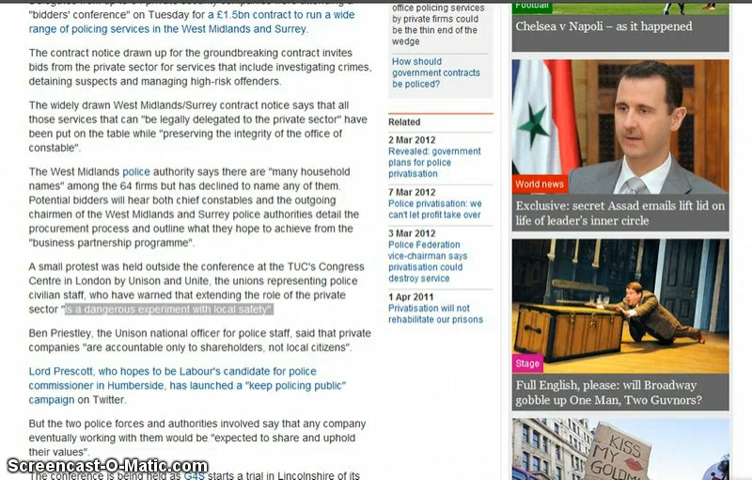 "bidders' conference" on Tuesday for a £1.5bn contract to run a wide
range of policing services in the West Midlands and Surrey.
The contract notice drawn up for the groundbreaking contract invites
bids from the private sector for services that include investigating crimes,
detaining suspects and managing high-risk offenders.
The widely drawn West Midlands/Surrey contract notice says that all
those services that can "be legally delegated to the private sector" have
been put on the table while "preserving the integrity of the office of
constable".
The West Midlands police authority says there are "many household
names" among the 64 firms but has declined to name any of them.
Potential bidders will hear both chief constables and the outgoing
chairmen of the West Midlands and Surrey police authorities detail the
procurement process and outline what they hope to achieve from the
"business partnership programme".
A small protest was held outside the conference at the TUC's Congress
Centre in London by Unison and Unite, the unions representing police
civilian staff, who have warned that extending the role of the private
sector "is a dangerous experiment with local safety".
Ben Priestley, the Unison national officer for police staff, said that private
companies "are accountable only to shareholders, not local citizens".
Lord Prescott, who hopes to be Labour's candidate for police
commissioner in Humberside, has launched a "keep policing public"
campaign on Twitter.
But the two police forces and authorities involved say that any company
eventually working with them would be "expected to share and uphold
their values".
The conference is being held as G4S starts a trial in Lincolnshire of its
office policing services
by private firms could
be the thin end of the
wedge
How should
government contracts
be policed?
Related
2 Mar 2012
Revealed: government
plans for police
privatisation
7 Mar 2012
Police privatisation: we
can't let profit take over
3 Mar 2012
Police Federation
vice-chairman says
privatisation could
destroy service
1 Apr 2011
Privatisation will not
rehabilitate our prisons
Football
Chelsea v Napoli – as it happened
World news
Exclusive: secret Assad emails lift lid on
life of leader's inner circle
Stage
Full English, please: will Broadway
gobble up One Man, Two Guvnors?
KISS
MY
GOLDM
Screencast-O-Matic.com